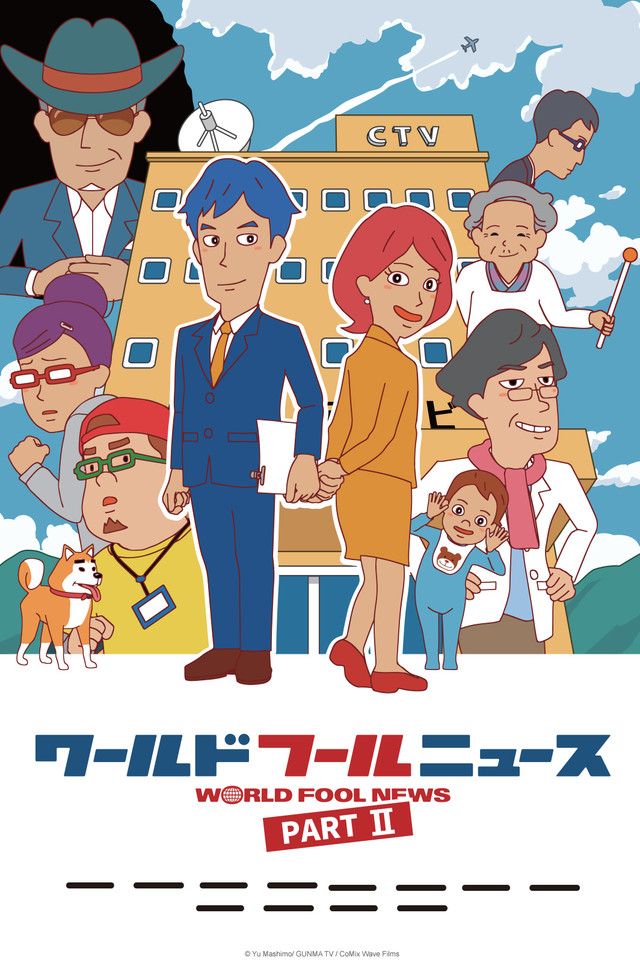 CTV
ビ
ワールドフールニュース
WORLD FOOL NEWS
PART II
© Yu Mashimo/ GUNMA TV / CoMix Wave Films